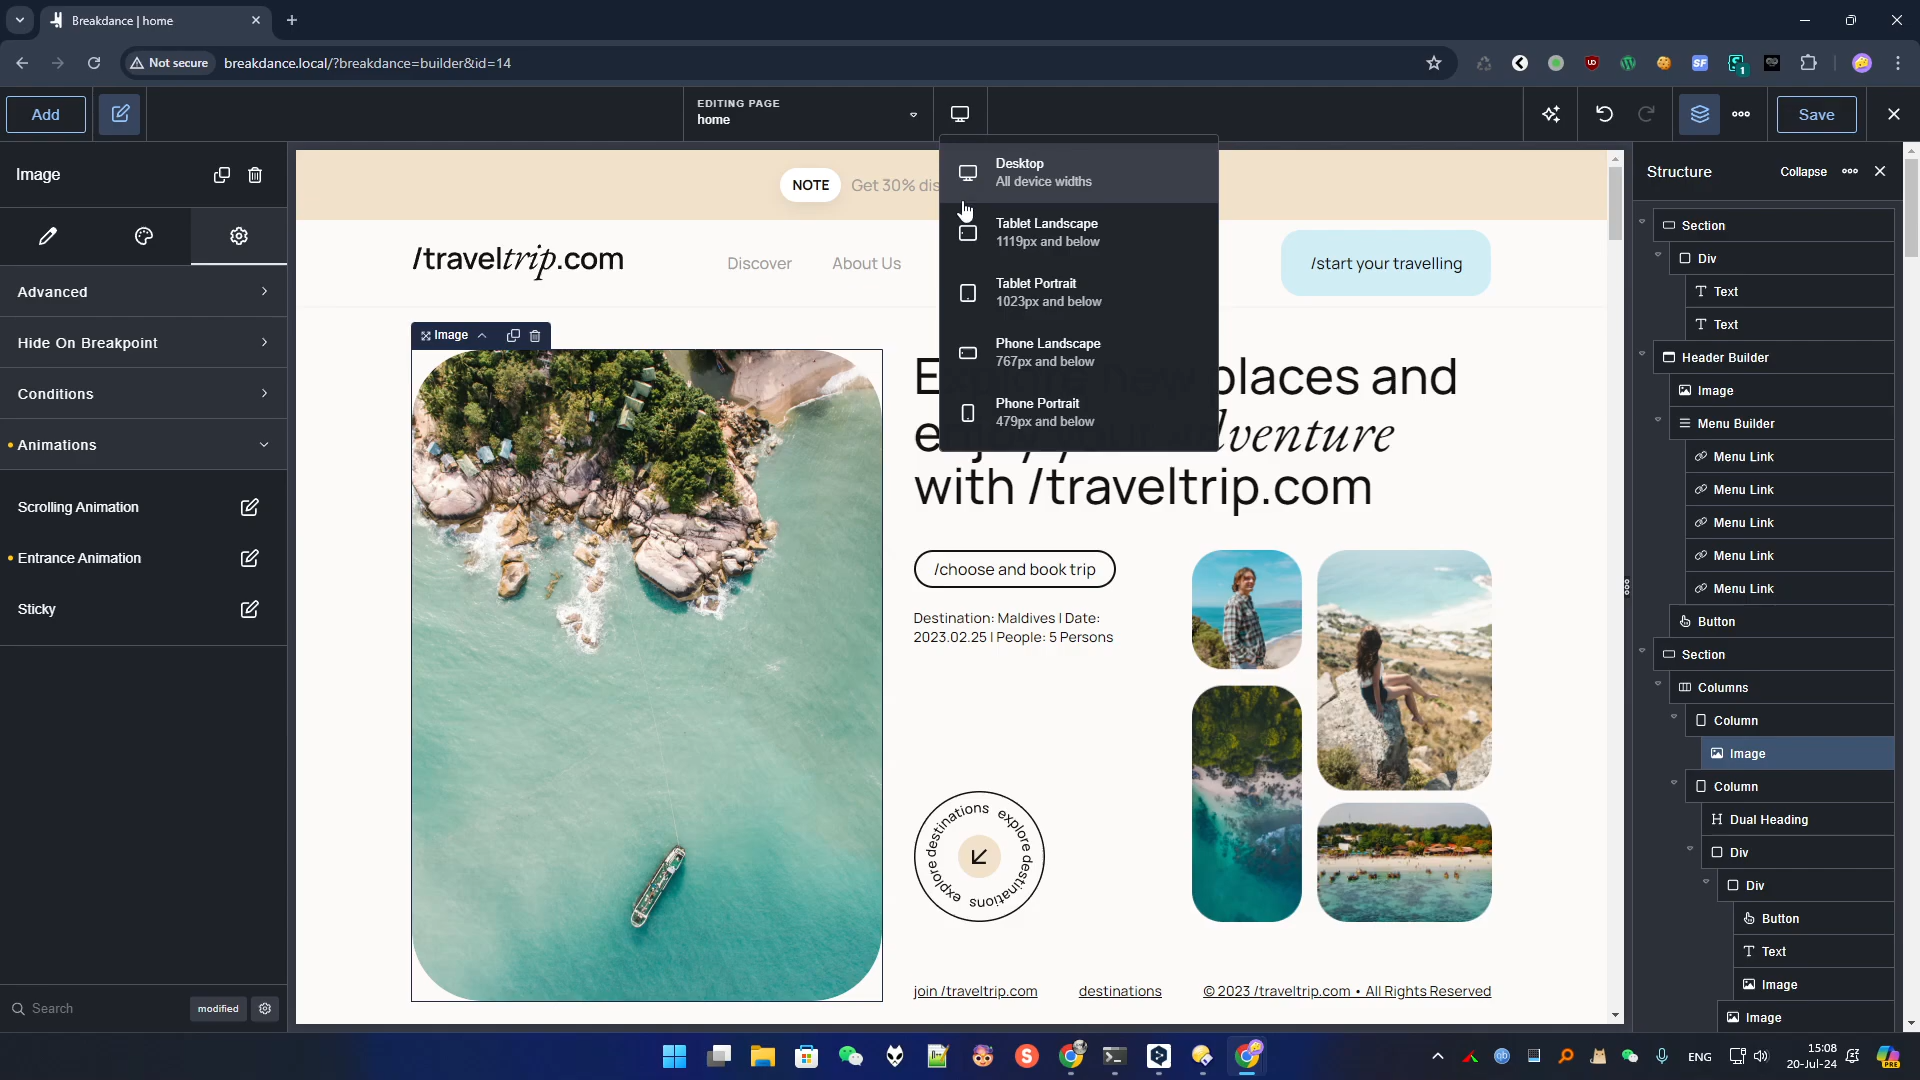 Breakdance | home
Not secure
breakdance.local/?breakdance=builder&id=14
1
Add
EDITING PAGE
home
Save
Image
Advanced
Hide On Breakpoint
Conditions
Animations
Scrolling Animation
Entrance Animation
Sticky
Search
modified
Desktop
All device widths
Tablet Landscape
1119px and below
Tablet Portrait
1023px and below
Phone Landscape
767px and below
Phone Portrait
479px and below
NOTE
Get 30% dis
/traveltrip.com
Discover
About Us
/start your travelling
Image
places and
with /traveltrip.com
/choose and book trip
Destination: Maldives | Date:
2023.02.25 | People: 5 Persons
explore destinations explore destinations
join /traveltrip.com
destinations
© 2023 /traveltrip.com • All Rights Reserved
Structure
Collapse
Section
Div
Text
Text
Header Builder
Image
Menu Builder
Menu Link
Menu Link
Menu Link
Menu Link
Menu Link
Button
Section
Columns
Column
Image
Column
Dual Heading
Div
Div
Button
Text
Image
Image
ENG
15:08
20-Jul-24